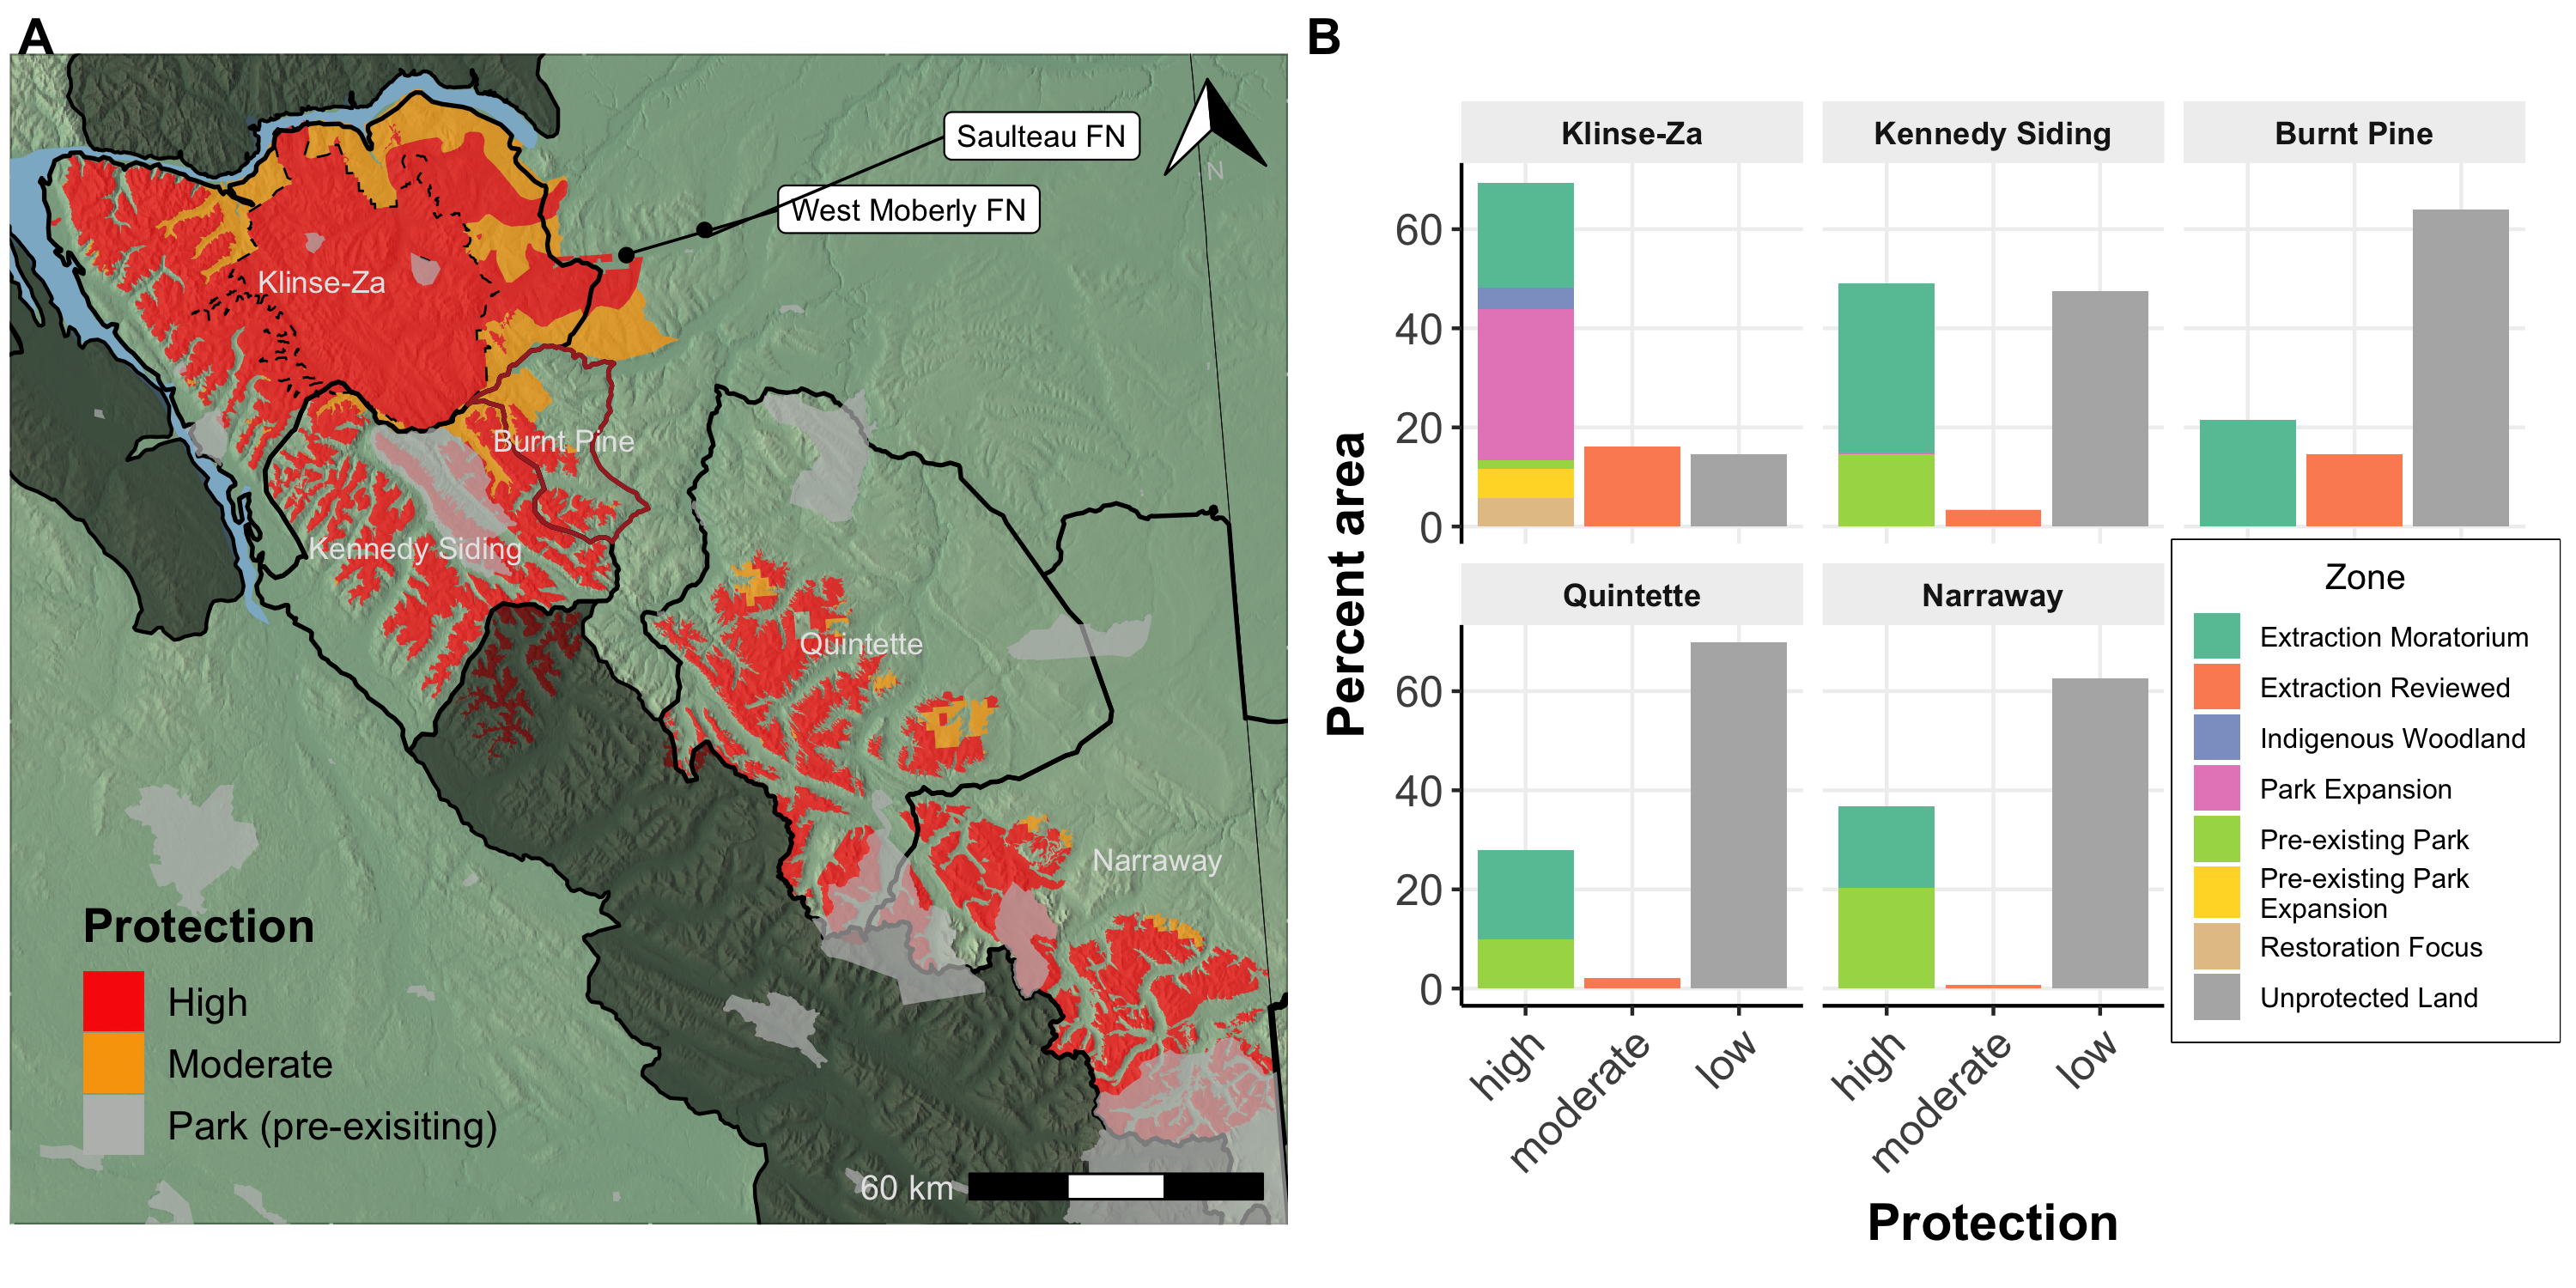 A
Saulteau FN
West Moberly FN
N
Klinse-Za
Burnt Pine
Kennedy Siding
Quintette
Narraway
Protection
High
Moderate
Park (pre-exisiting)
60 km
B
Klinse-Za
Kennedy Siding
Burnt Pine
60
40
20
0
Quintette
Narraway
60
40
20
0
Percent area
high
moderate
low
high
moderate
low
Protection
Zone
Extraction Moratorium
Extraction Reviewed
Indigenous Woodland
Park Expansion
Pre-existing Park
Pre-existing Park
Expansion
Restoration Focus
Unprotected Land